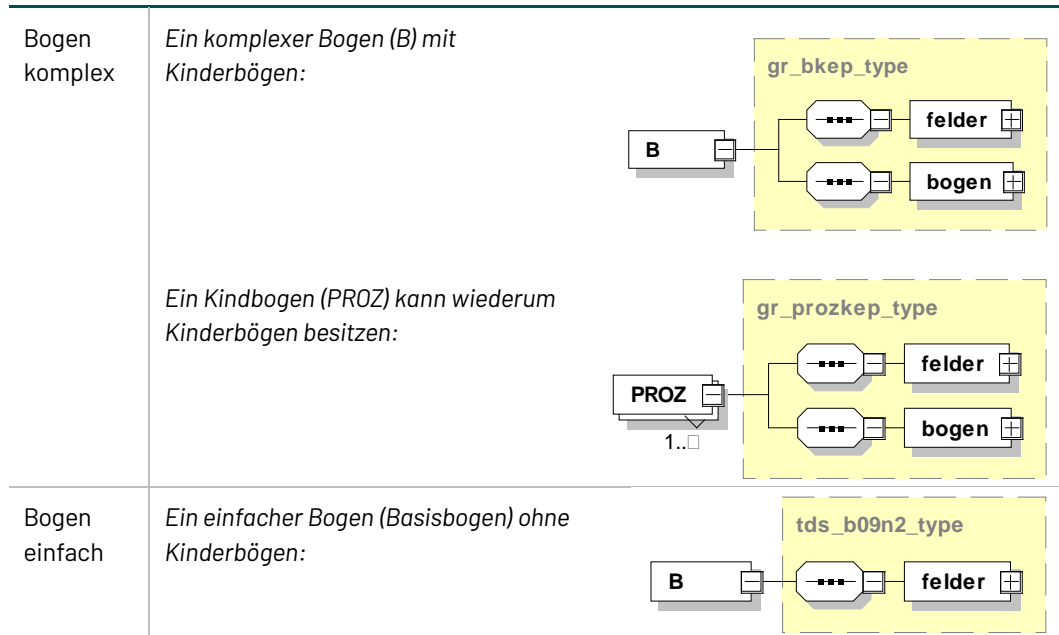 Bogen
komplex
Ein komplexer Bogen (B) mit
Kinderbögen:
gr_bkep_type
felder
B
bogen
Ein Kindbogen (PROZ) kann wiederum
Kinderbögen besitzen:
gr_prozkep_type
felder
PROZ
bogen
1..□
Bogen
einfach
Ein einfacher Bogen (Basisbogen) ohne
Kinderbögen:
tds_b09n2_type
B
felder